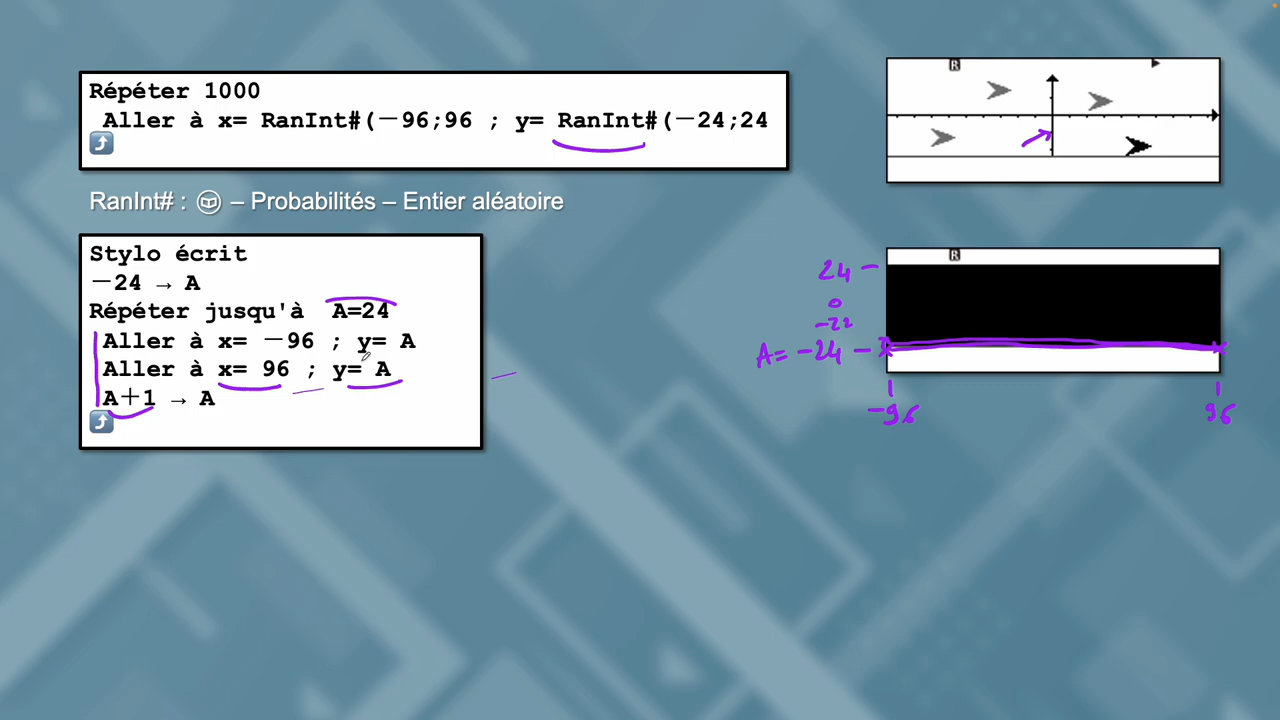 Répéter 1000
Aller à x= RanInt#(−96;96 ; y= RanInt#(−24;24
RanInt# : – Probabilités – Entier aléatoire
Stylo écrit
−24 → A
Répéter jusqu'à A=24
Aller à x= −96 ; y= A
Aller à x= 96 ; y= A
A+1 → A
R
R
24 −
0
−22
A= −24 −
−96
96